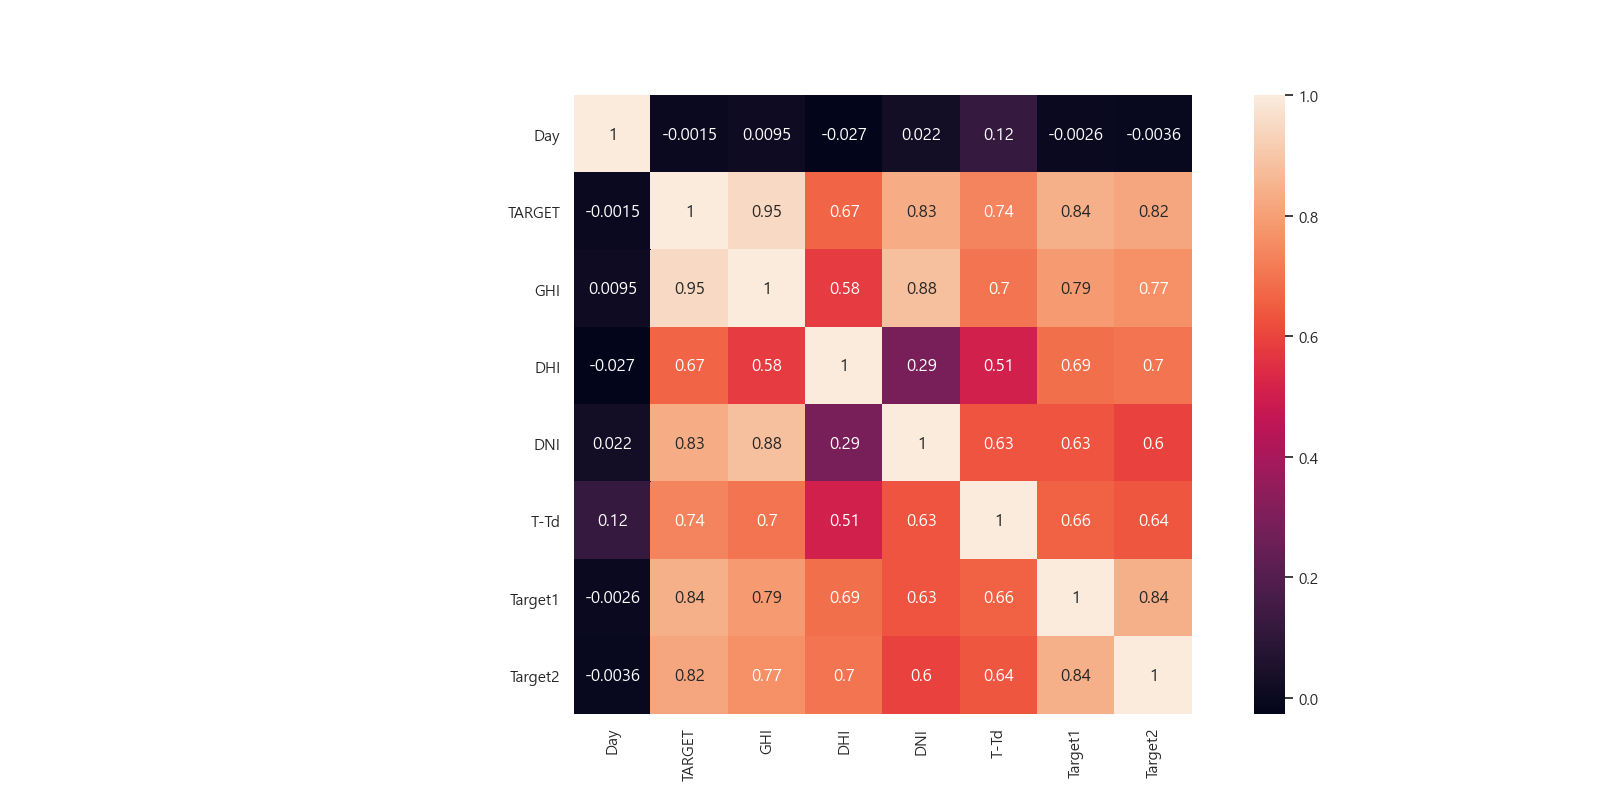 Day 1 -0.0015 0.0095 -0.027 0.022 0.12 -0.0026 -0.0036
TARGET -0.0015 1 0.95 0.67 0.83 0.74 0.84 0.82
GHI 0.0095 0.95 1 0.58 0.88 0.7 0.79 0.77
DHI -0.027 0.67 0.58 1 0.29 0.51 0.69 0.7
DNI 0.022 0.83 0.88 0.29 1 0.63 0.63 0.6
T-Td 0.12 0.74 0.7 0.51 0.63 1 0.66 0.64
Target1 -0.0026 0.84 0.79 0.69 0.63 0.66 1 0.84
Target2 -0.0036 0.82 0.77 0.7 0.6 0.64 0.84 1
Day TARGET GHI DHI DNI T-Td Target1 Target2
1.0
0.8
0.6
0.4
0.2
0.0